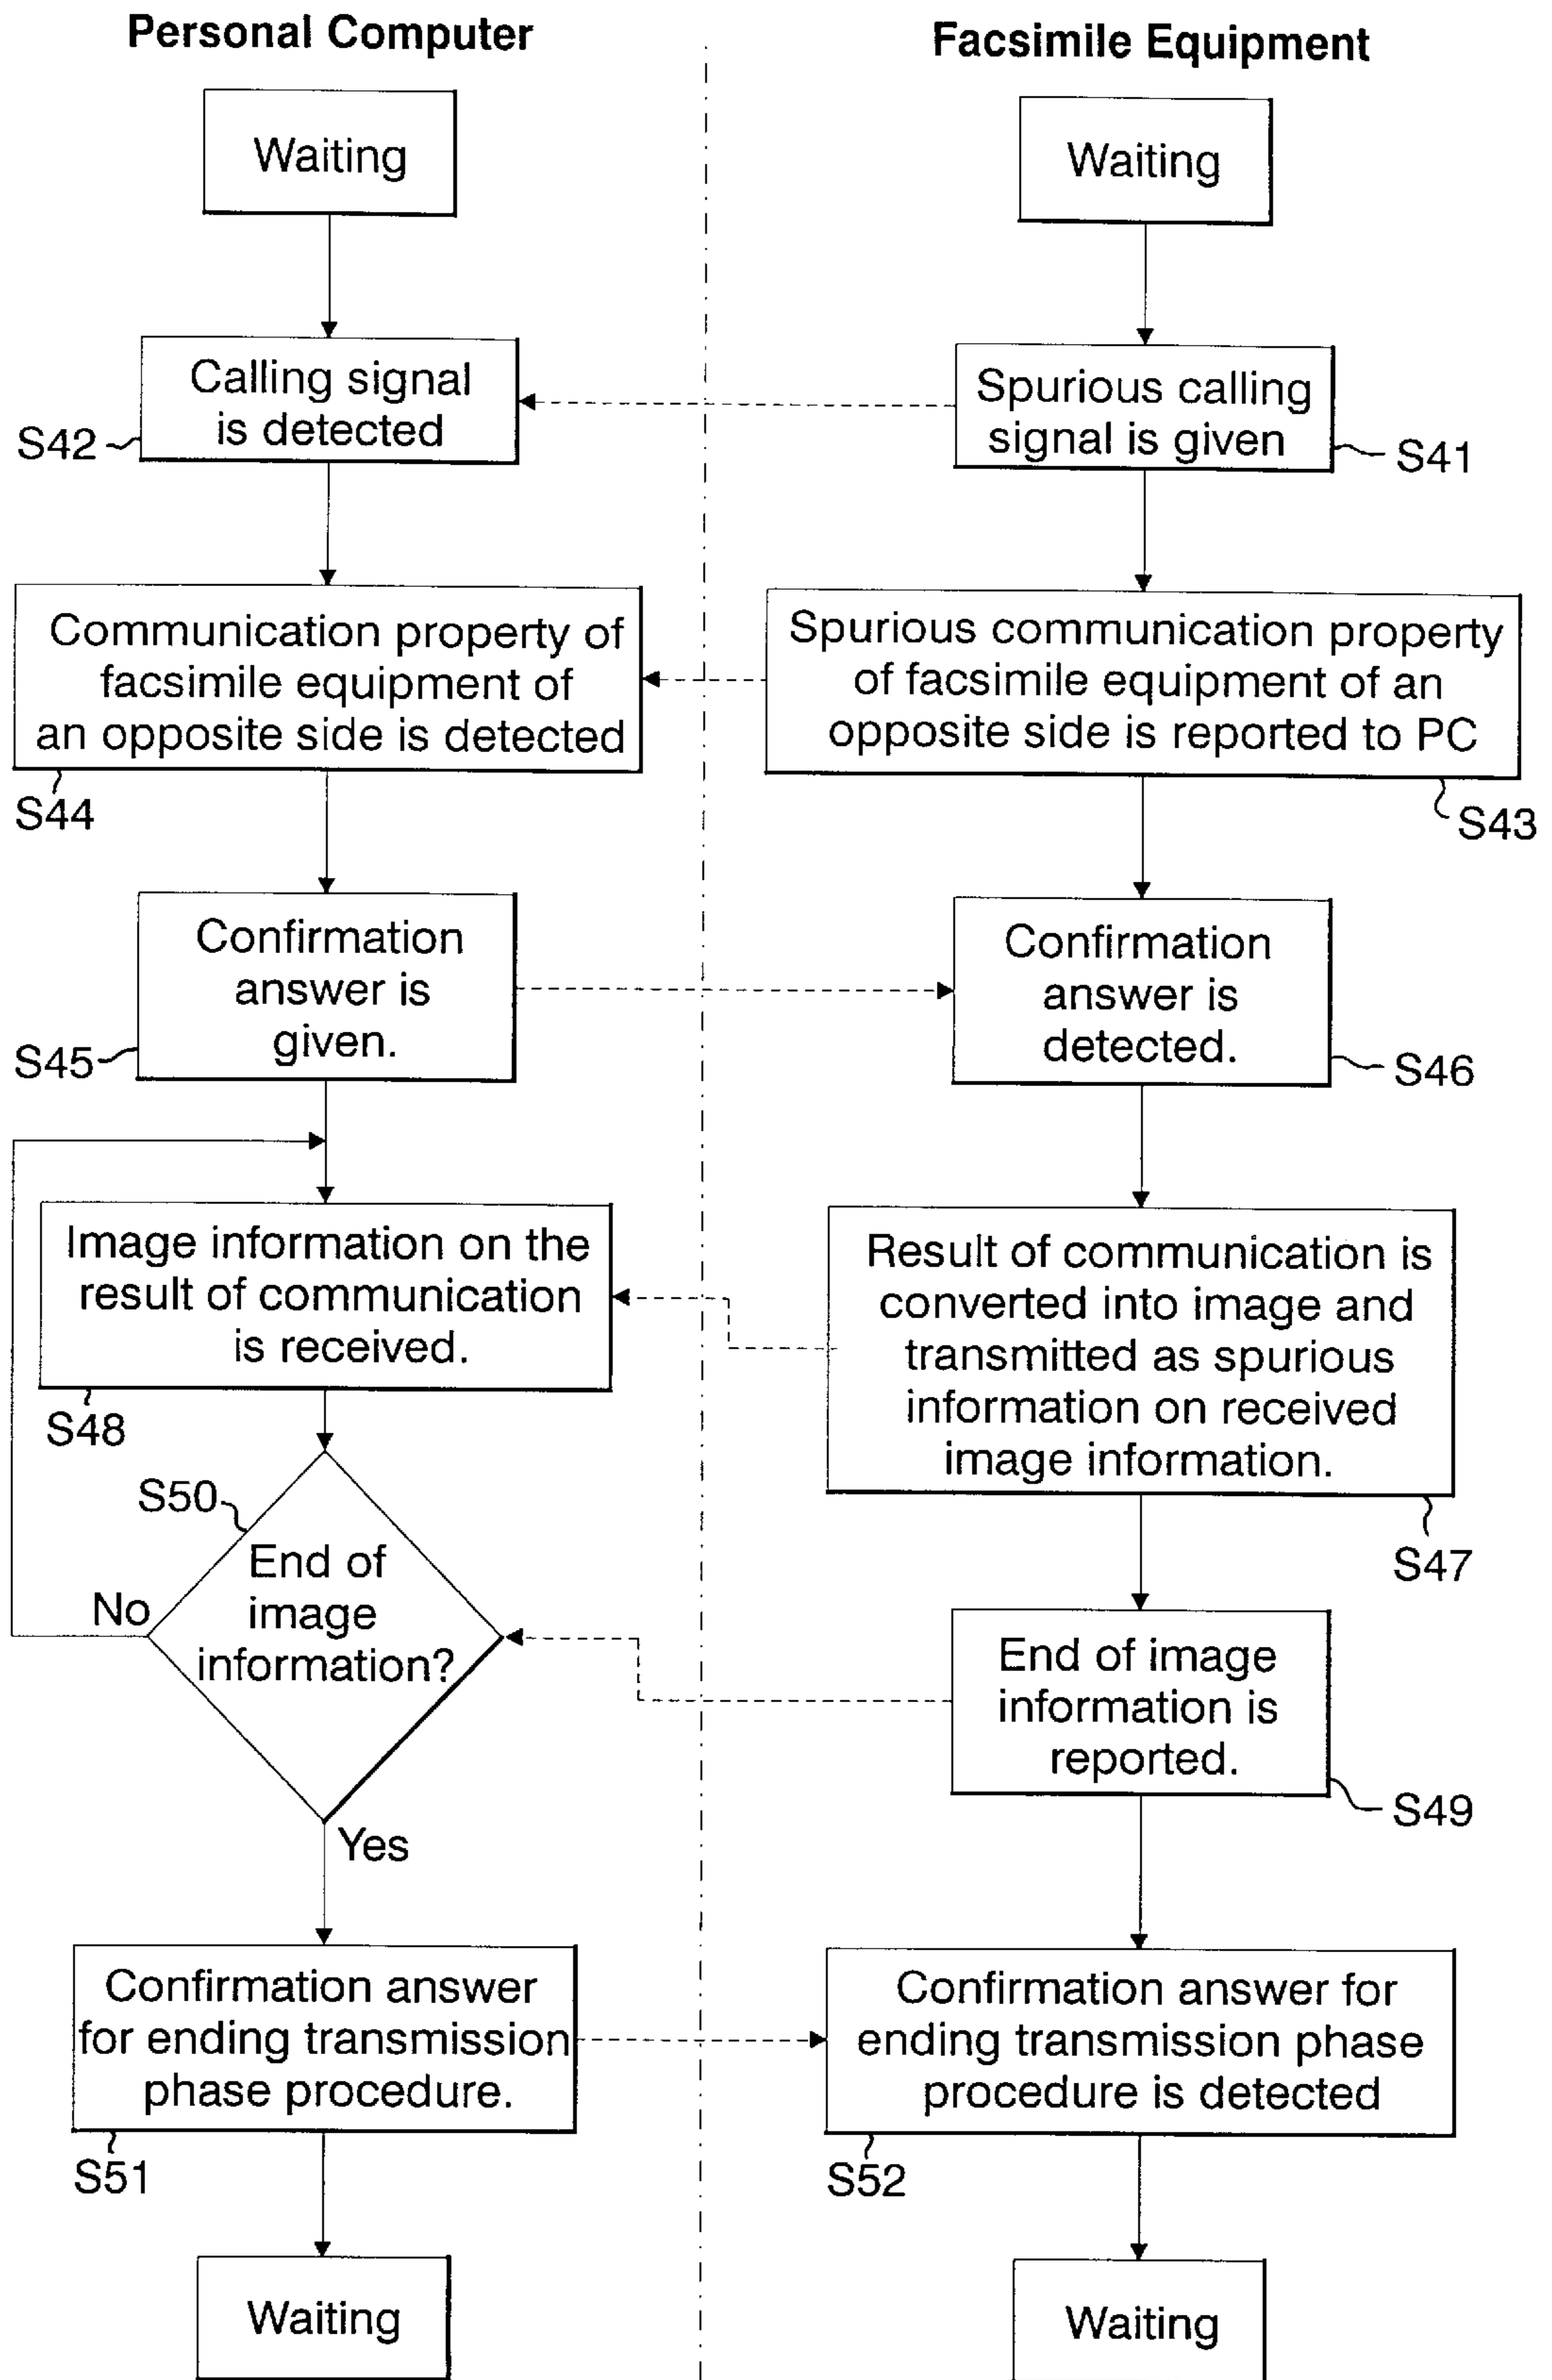 Personal Computer
Facsimile Equipment
Waiting
Waiting
Calling signal
is detected
S42
Spurious calling
signal is given
S41
Communication property of
facsimile equipment of
an opposite side is detected
S44
Spurious communication property
of facsimile equipment of an
opposite side is reported to PC
S43
Confirmation
answer is
given.
S45
Confirmation
answer is
detected.
S46
Image information on the
result of communication
is received.
S48
Result of communication is
converted into image and
transmitted as spurious
information on received
image information.
S47
S50
End of
image
information?
No
Yes
End of image
information is
reported.
S49
Confirmation answer
for ending transmission
phase procedure.
S51
Confirmation answer for
ending transmission phase
procedure is detected
S52
Waiting
Waiting